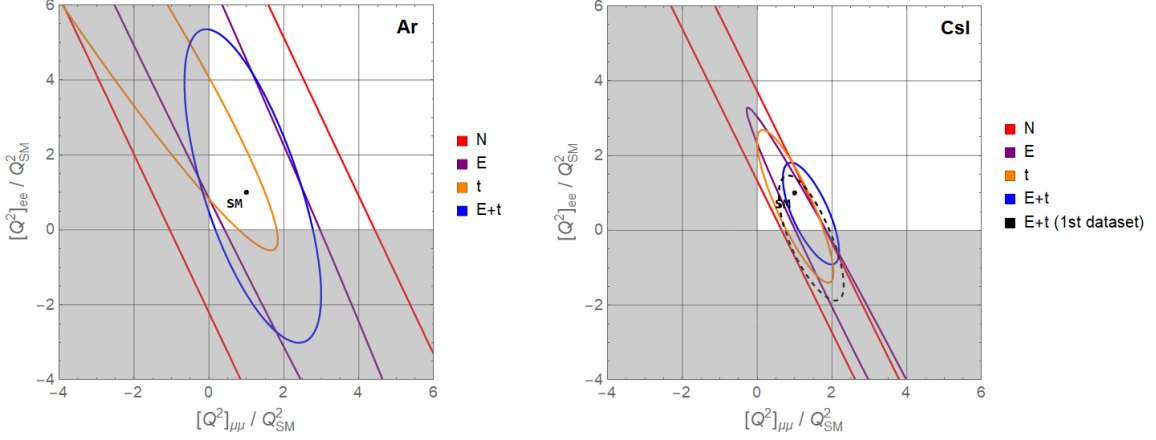 Ar
6
4
2
0
−2
−4
−4 −2 0 2 4 6
[Q²]ee / Q²SM
[Q²]μμ / Q²SM
SM
N
E
t
E+t
CsI
6
4
2
0
−2
−4
−4 −2 0 2 4 6
[Q²]ee / Q²SM
[Q²]μμ / Q²SM
SM
N
E
t
E+t
E+t (1st dataset)